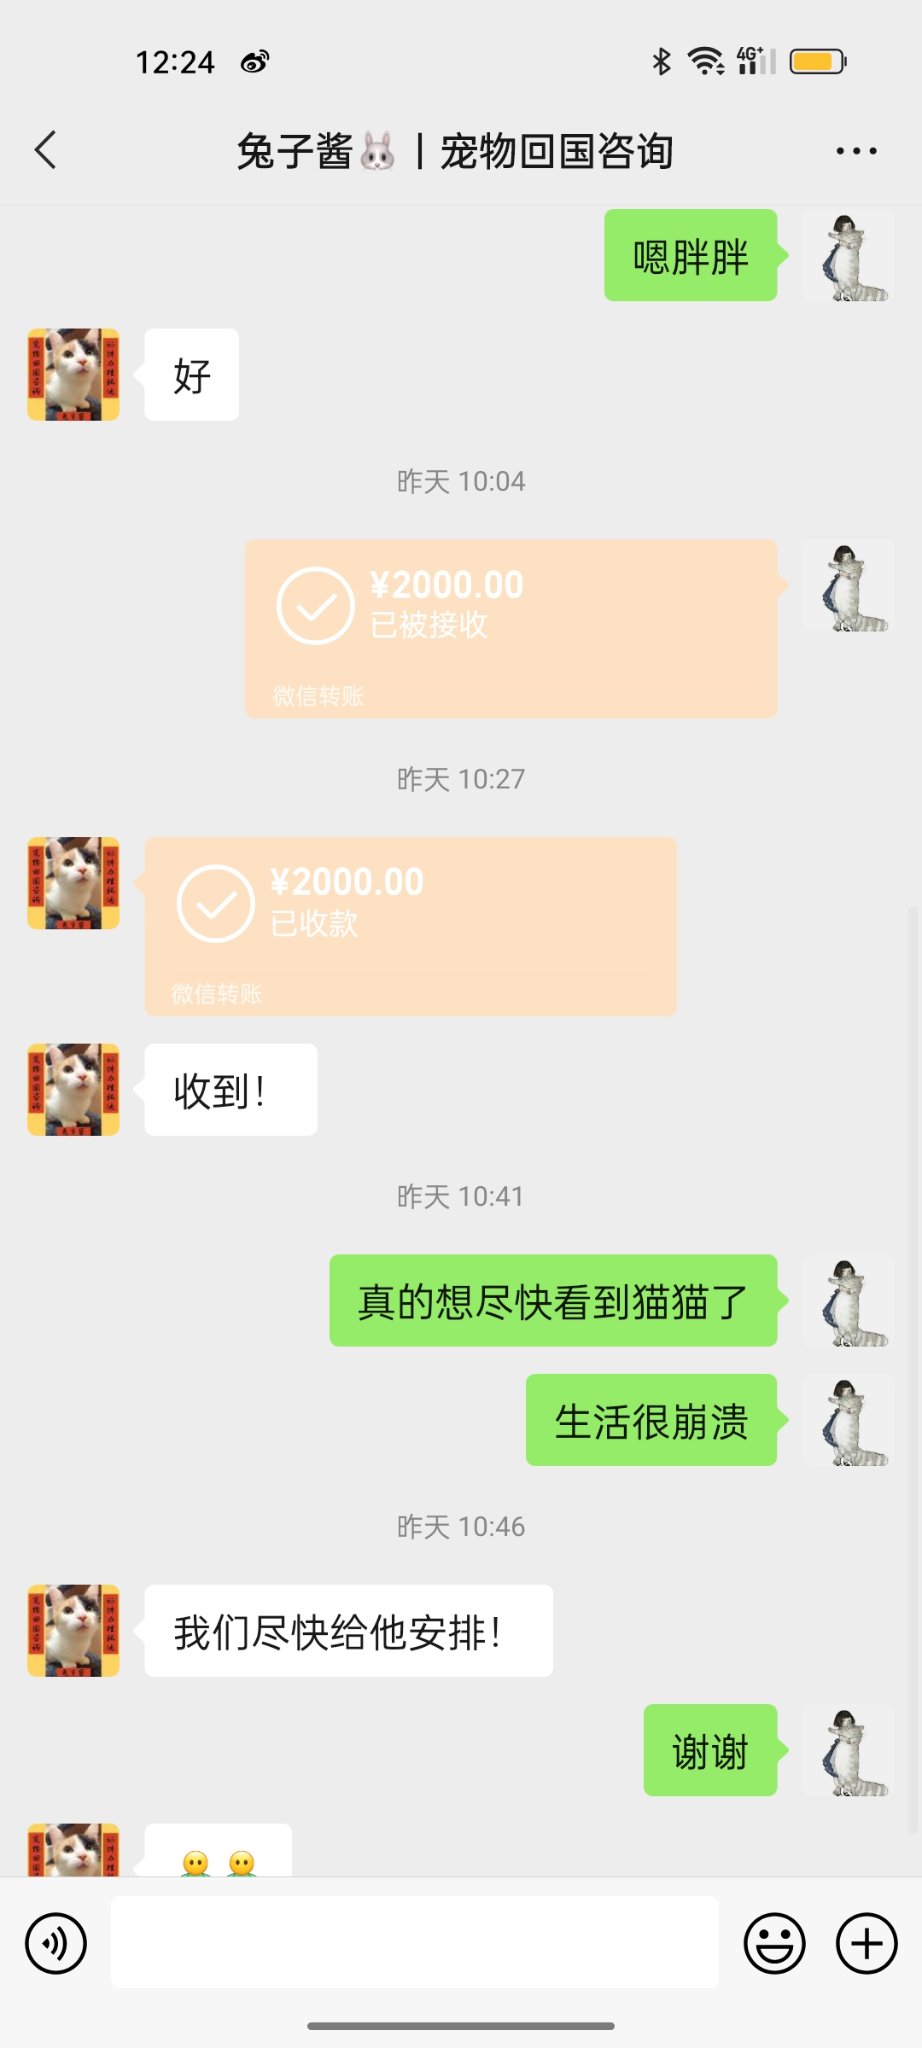 12:24
4G+
兔子酱🐰丨宠物回国咨询
嗯胖胖
好
昨天 10:04
¥2000.00
已被接收
微信转账
昨天 10:27
¥2000.00
已收款
微信转账
收到!
昨天 10:41
真的想尽快看到猫猫了
生活很崩溃
昨天 10:46
我们尽快给他安排!
谢谢